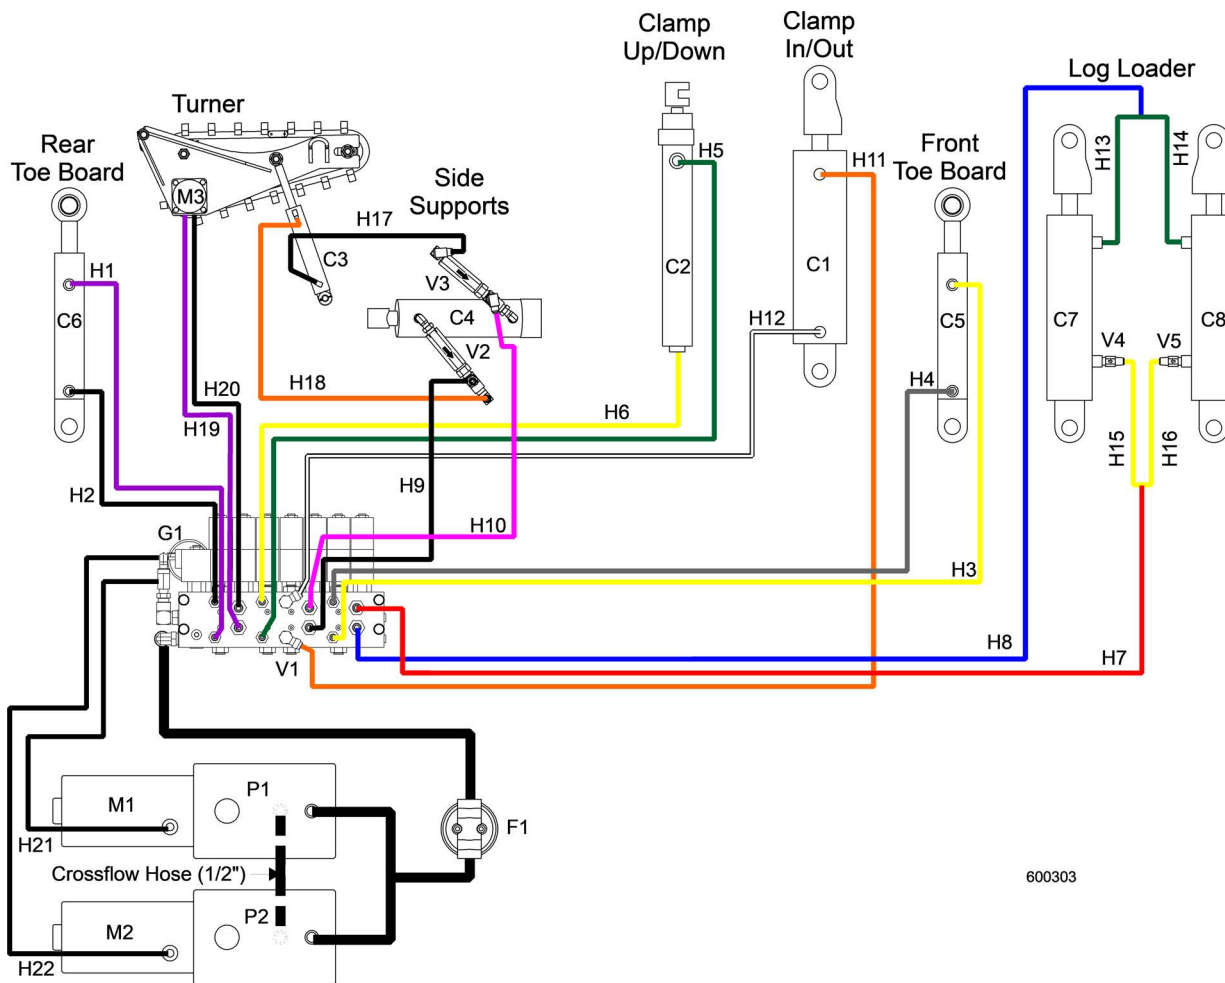 Clamp
Up/Down
Clamp
In/Out
Log Loader
Turner
Rear
Toe Board
Side
Supports
Front
Toe Board
H5
H11
H13
H14
M3
H17
H1
C3
V3
C2
C1
C6
C4
V2
H12
C5
C7
C8
V4
V5
H18
H20
H19
H6
H4
H15
H16
H2
H9
H10
G1
H3
H8
H7
V1
M1
P1
F1
H21
Crossflow Hose (1/2")
600303
P2
M2
H22